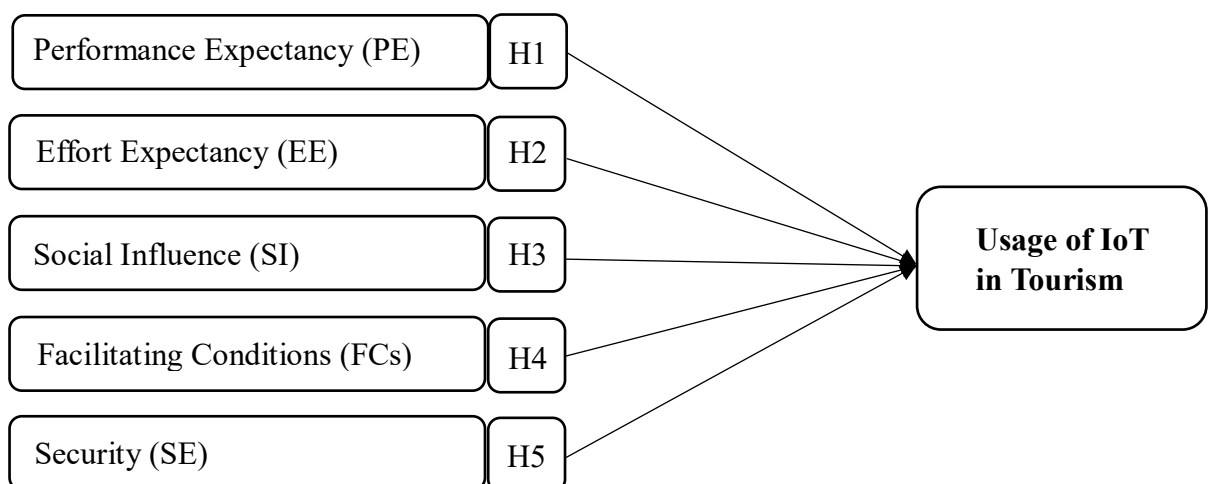 Performance Expectancy (PE) H1
Effort Expectancy (EE) H2
Social Influence (SI) H3
Facilitating Conditions (FCs) H4
Security (SE) H5
Usage of IoT
in Tourism